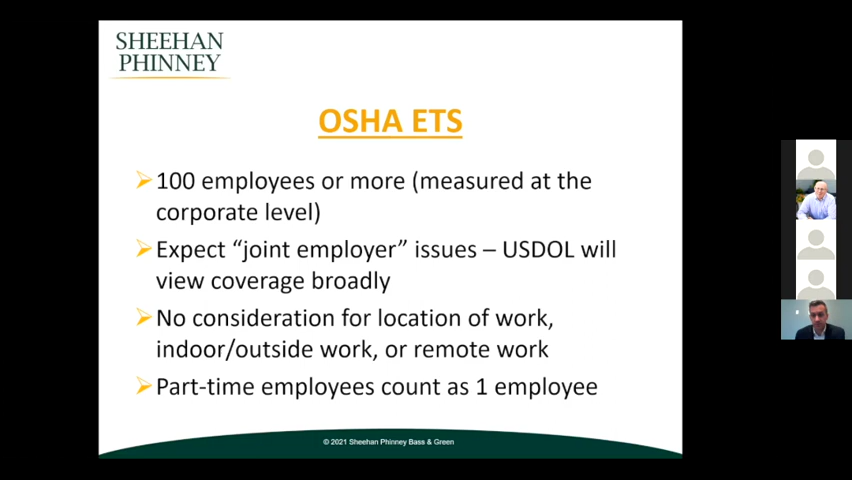 SHEEHAN
PHINNEY
OSHA ETS
100 employees or more (measured at the
corporate level)
Expect “joint employer” issues – USDOL will
view coverage broadly
No consideration for location of work,
indoor/outside work, or remote work
Part-time employees count as 1 employee
© 2021 Sheehan Phinney Bass & Green